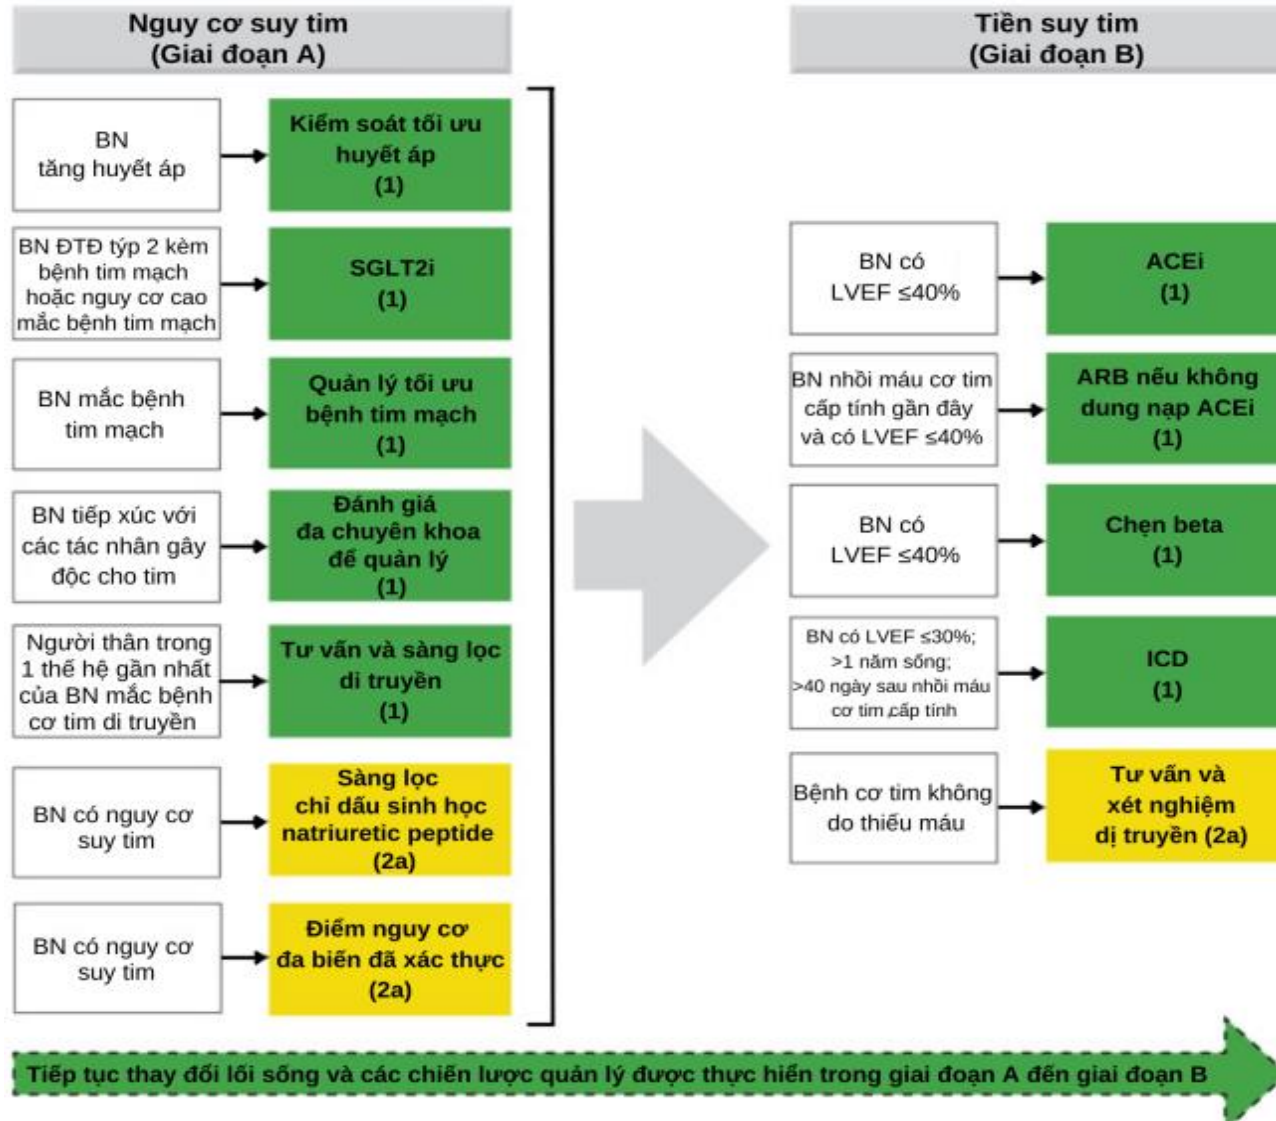 Nguy cơ suy tim
(Giai đoạn A)
BN
tăng huyết áp
Kiểm soát tối ưu
huyết áp
(1)
BN ĐTĐ týp 2 kèm
bệnh tim mạch
hoặc nguy cơ cao
mắc bệnh tim mạch
SGLT2i
(1)
BN mắc bệnh
tim mạch
Quản lý tối ưu
bệnh tim mạch
(1)
BN tiếp xúc với
các tác nhân gây
độc cho tim
Đánh giá
đa chuyên khoa
để quản lý
(1)
Người thân trong
1 thế hệ gần nhất
của BN mắc bệnh
cơ tim di truyền
Tư vấn và sàng lọc
di truyền
(1)
BN có nguy cơ
suy tim
Sàng lọc
chỉ dấu sinh học
natriuretic peptide
(2a)
BN có nguy cơ
suy tim
Điểm nguy cơ
đa biến đã xác thực
(2a)
Tiền suy tim
(Giai đoạn B)
BN có
LVEF ≤40%
ACEi
(1)
BN nhồi máu cơ tim
cấp tính gần đây
và có LVEF ≤40%
ARB nếu không
dung nạp ACEi
(1)
BN có
LVEF ≤40%
Chẹn beta
(1)
BN có LVEF ≤30%;
>1 năm sống;
>40 ngày sau nhồi máu
cơ tim cấp tính
ICD
(1)
Bệnh cơ tim không
do thiếu máu
Tư vấn và
xét nghiệm
dị truyền (2a)
Tiếp tục thay đổi lối sống và các chiến lược quản lý được thực hiến trong giai đoạn A đến giai đoạn B